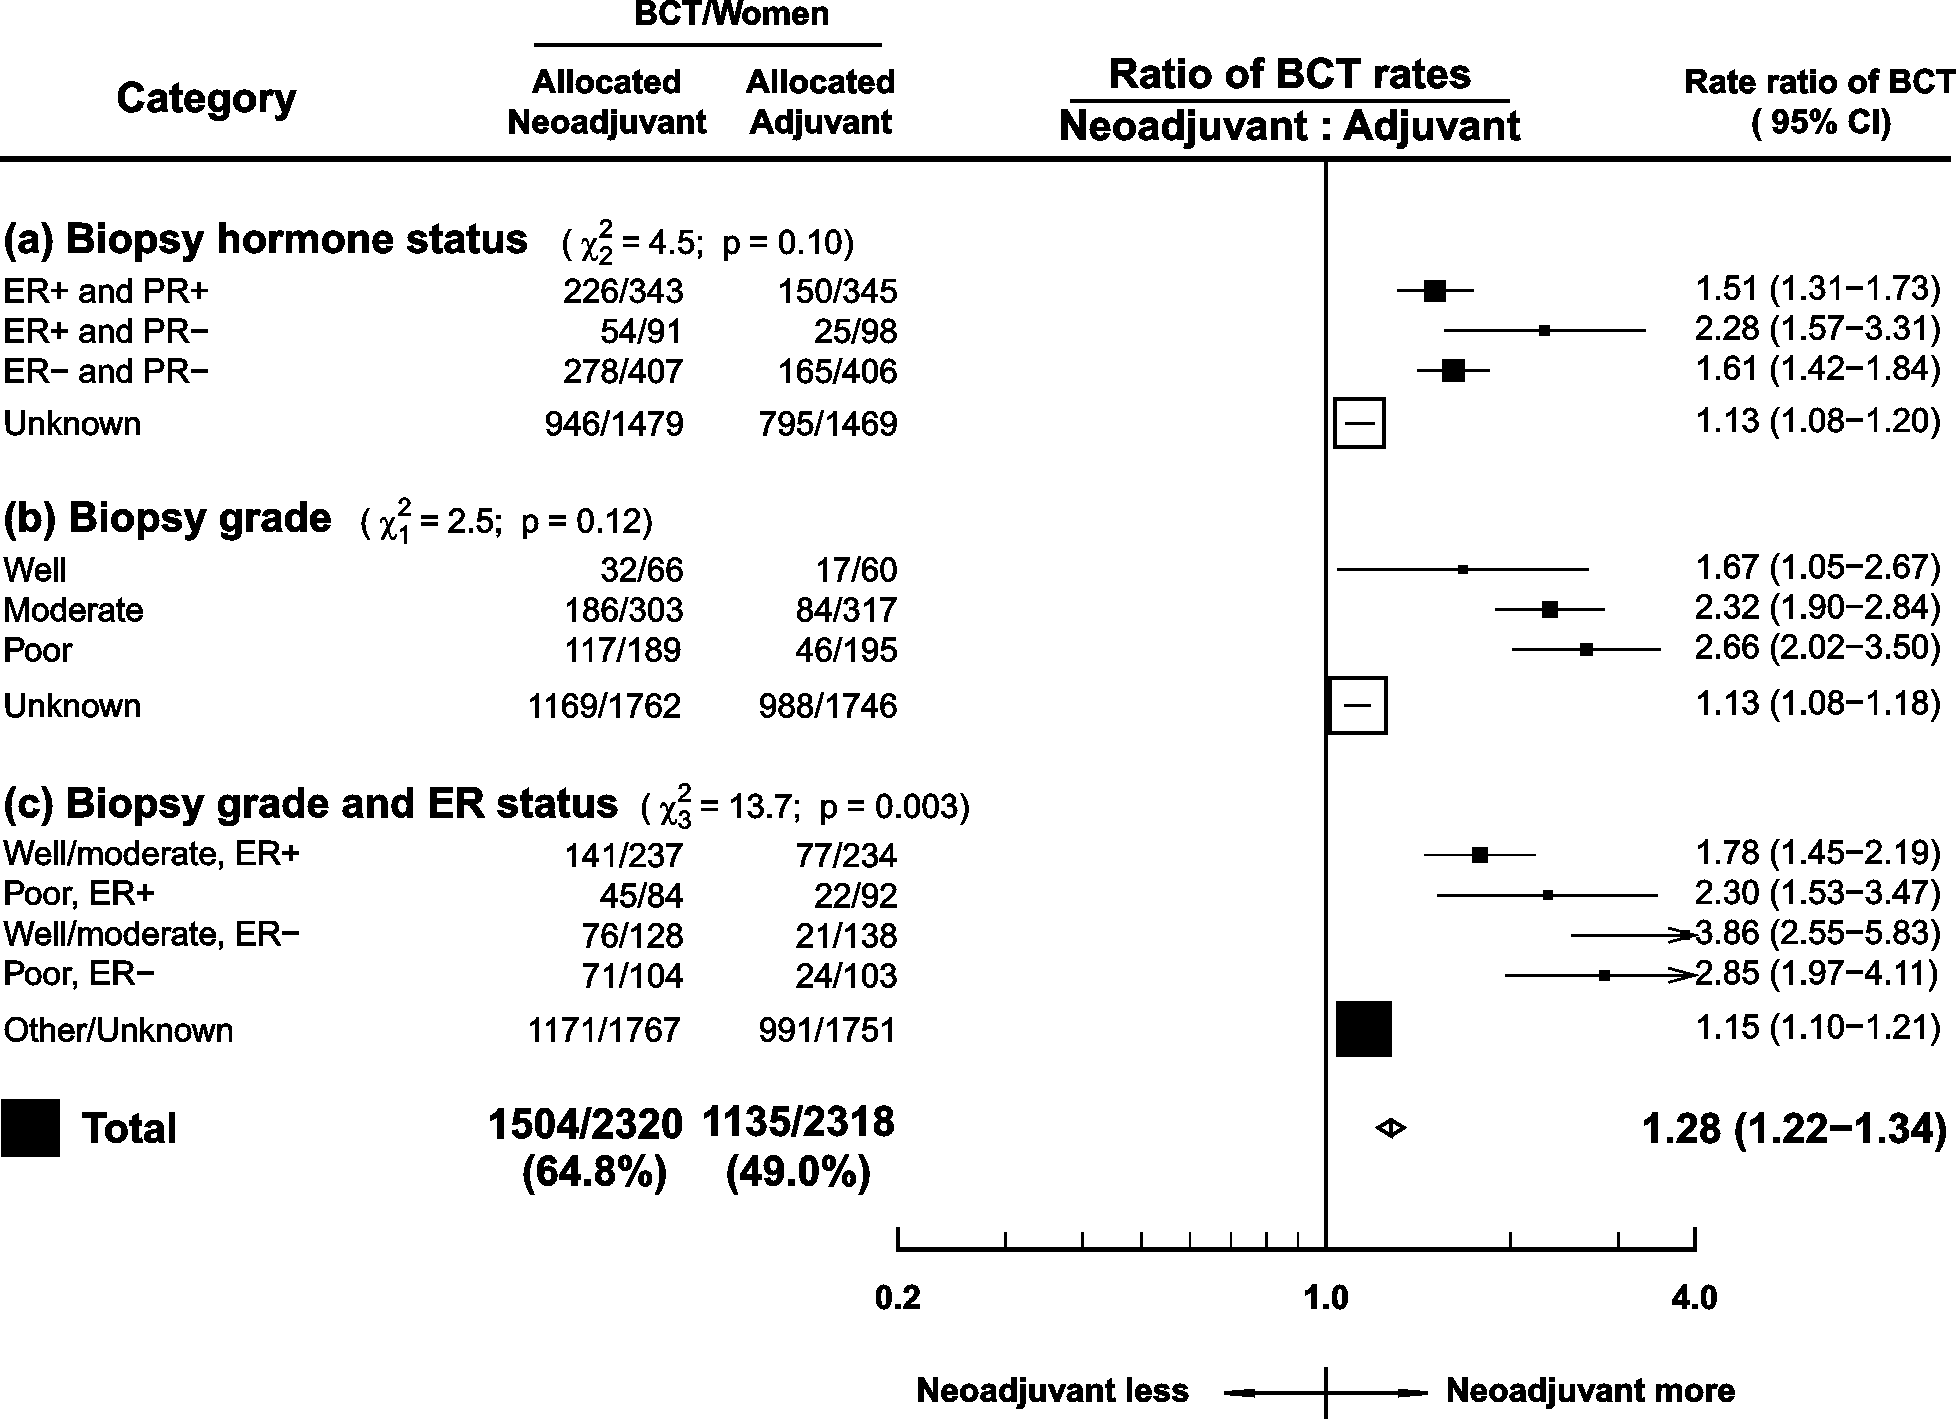 BCT/Women
Category Allocated Neoadjuvant Allocated Adjuvant Ratio of BCT rates Neoadjuvant : Adjuvant Rate ratio of BCT ( 95% CI)
(a) Biopsy hormone status ( χ²₂ = 4.5; p = 0.10)
ER+ and PR+ 226/343 150/345 1.51 (1.31−1.73)
ER+ and PR− 54/91 25/98 2.28 (1.57−3.31)
ER− and PR− 278/407 165/406 1.61 (1.42−1.84)
Unknown 946/1479 795/1469 1.13 (1.08−1.20)
(b) Biopsy grade ( χ²₁ = 2.5; p = 0.12)
Well 32/66 17/60 1.67 (1.05−2.67)
Moderate 186/303 84/317 2.32 (1.90−2.84)
Poor 117/189 46/195 2.66 (2.02−3.50)
Unknown 1169/1762 988/1746 1.13 (1.08−1.18)
(c) Biopsy grade and ER status ( χ²₃ = 13.7; p = 0.003)
Well/moderate, ER+ 141/237 77/234 1.78 (1.45−2.19)
Poor, ER+ 45/84 22/92 2.30 (1.53−3.47)
Well/moderate, ER− 76/128 21/138 3.86 (2.55−5.83)
Poor, ER− 71/104 24/103 2.85 (1.97−4.11)
Other/Unknown 1171/1767 991/1751 1.15 (1.10−1.21)
Total 1504/2320 1135/2318 1.28 (1.22−1.34)
(64.8%) (49.0%)
0.2 1.0 4.0
Neoadjuvant less Neoadjuvant more